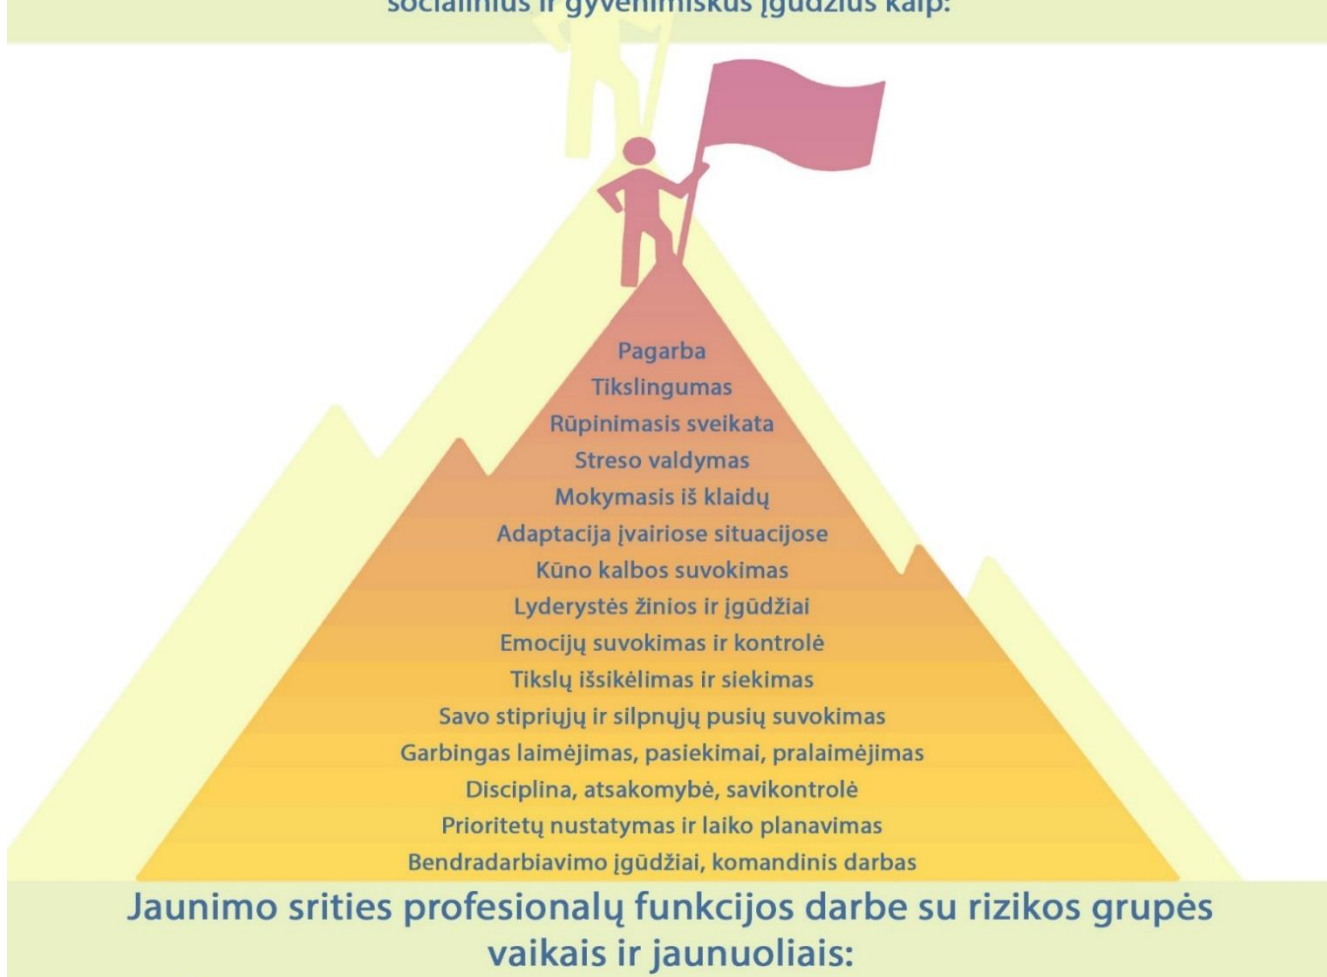 socialinius ir gyvenimiškus įgūdžius kaip:
Pagarba
Tikslingumas
Rūpinimasis sveikata
Streso valdymas
Mokymasis iš klaidų
Adaptacija įvairiose situacijose
Kūno kalbos suvokimas
Lyderystės žinios ir įgūdžiai
Emocijų suvokimas ir kontrolė
Tikslų išsikėlimas ir siekimas
Savo stipriųjų ir silpnųjų pusių suvokimas
Garbingas laimėjimas, pasiekimai, pralaimėjimas
Disciplina, atsakomybė, savikontrolė
Prioritetų nustatymas ir laiko planavimas
Bendradarbiavimo įgūdžiai, komandinis darbas
Jaunimo srities profesionalų funkcijos darbe su rizikos grupės
vaikais ir jaunuoliais: